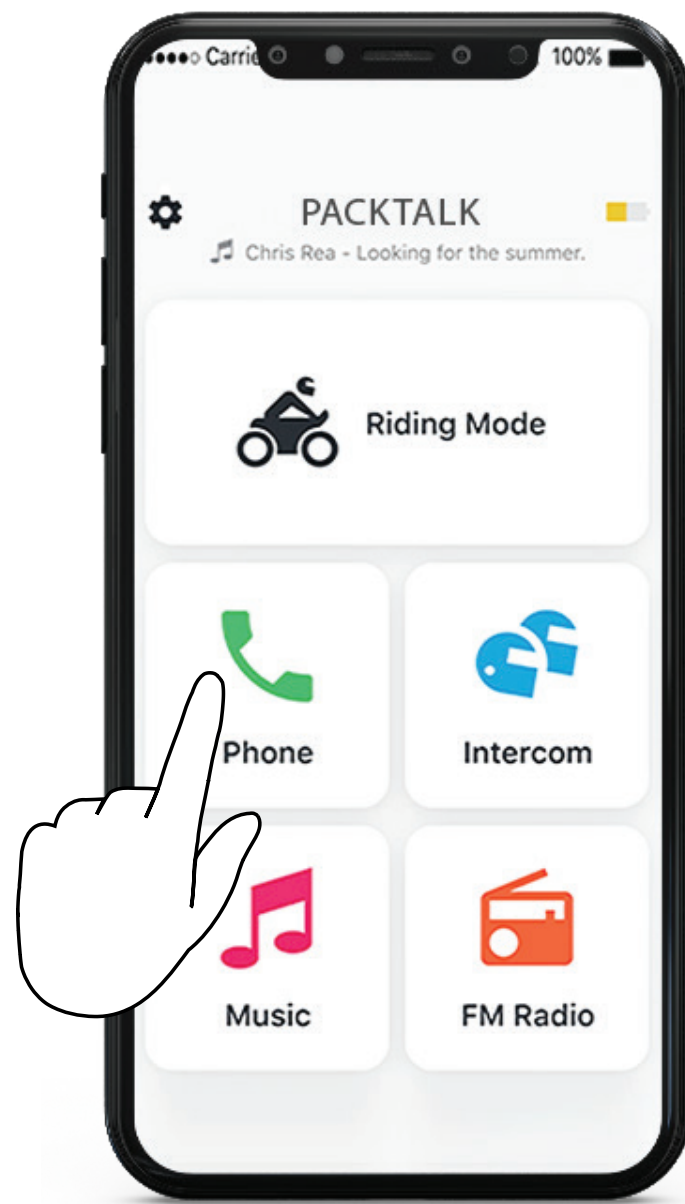 Carrie 100%
PACKTALK
Chris Rea - Looking for the summer.
Riding Mode
Phone Intercom
Music FM Radio